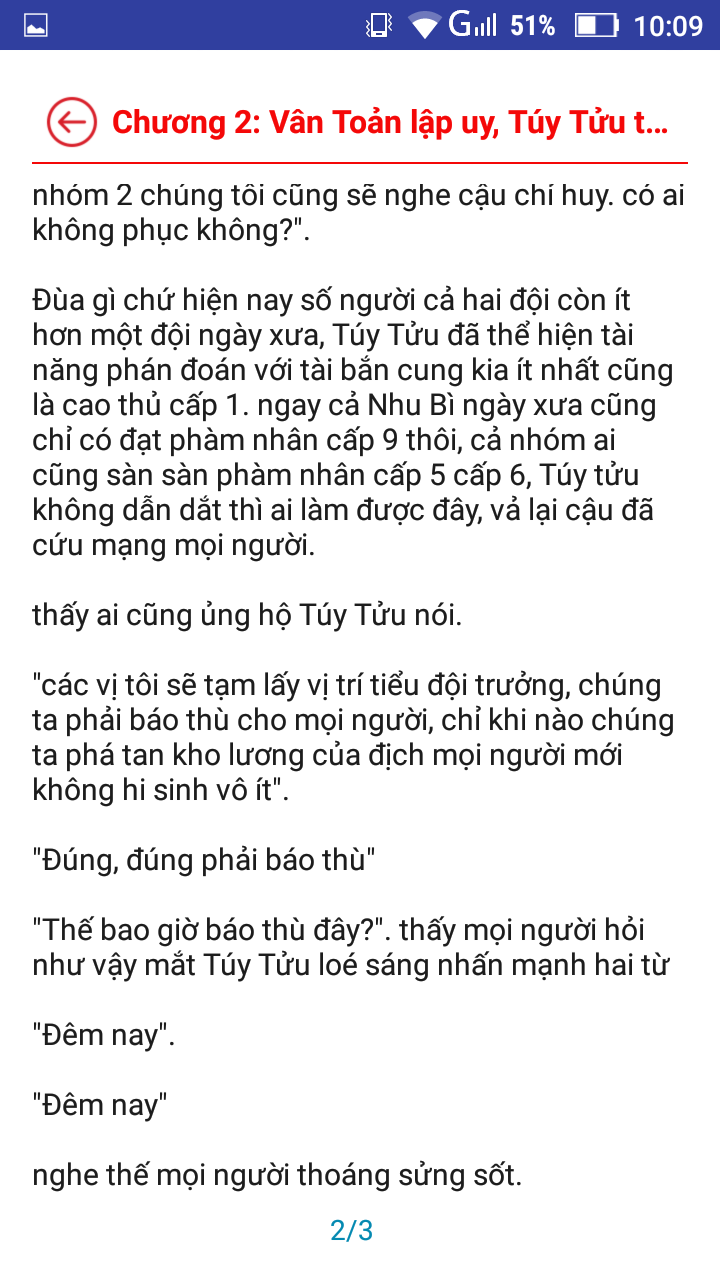 G 51% 10:09
Chương 2: Vân Toản lập uy, Túy Tửu t...
nhóm 2 chúng tôi cũng sẽ nghe cậu chí huy. có ai
không phục không?".
Đùa gì chứ hiện nay số người cả hai đội còn ít
hơn một đội ngày xưa, Túy Tửu đã thể hiện tài
năng phán đoán với tài bắn cung kia ít nhất cũng
là cao thủ cấp 1. ngay cả Nhu Bì ngày xưa cũng
chỉ có đạt phàm nhân cấp 9 thôi, cả nhóm ai
cũng sàn sàn phàm nhân cấp 5 cấp 6, Túy tửu
không dẫn dắt thì ai làm được đây, vả lại cậu đã
cứu mạng mọi người.
thấy ai cũng ủng hộ Túy Tửu nói.
"các vị tôi sẽ tạm lấy vị trí tiểu đội trưởng, chúng
ta phải báo thù cho mọi người, chỉ khi nào chúng
ta phá tan kho lương của địch mọi người mới
không hi sinh vô ít".
"Đúng, đúng phải báo thù"
"Thế bao giờ báo thù đây?". thấy mọi người hỏi
như vậy mắt Túy Tửu loé sáng nhấn mạnh hai từ
"Đêm nay".
"Đêm nay"
nghe thế mọi người thoáng sửng sốt.
2/3